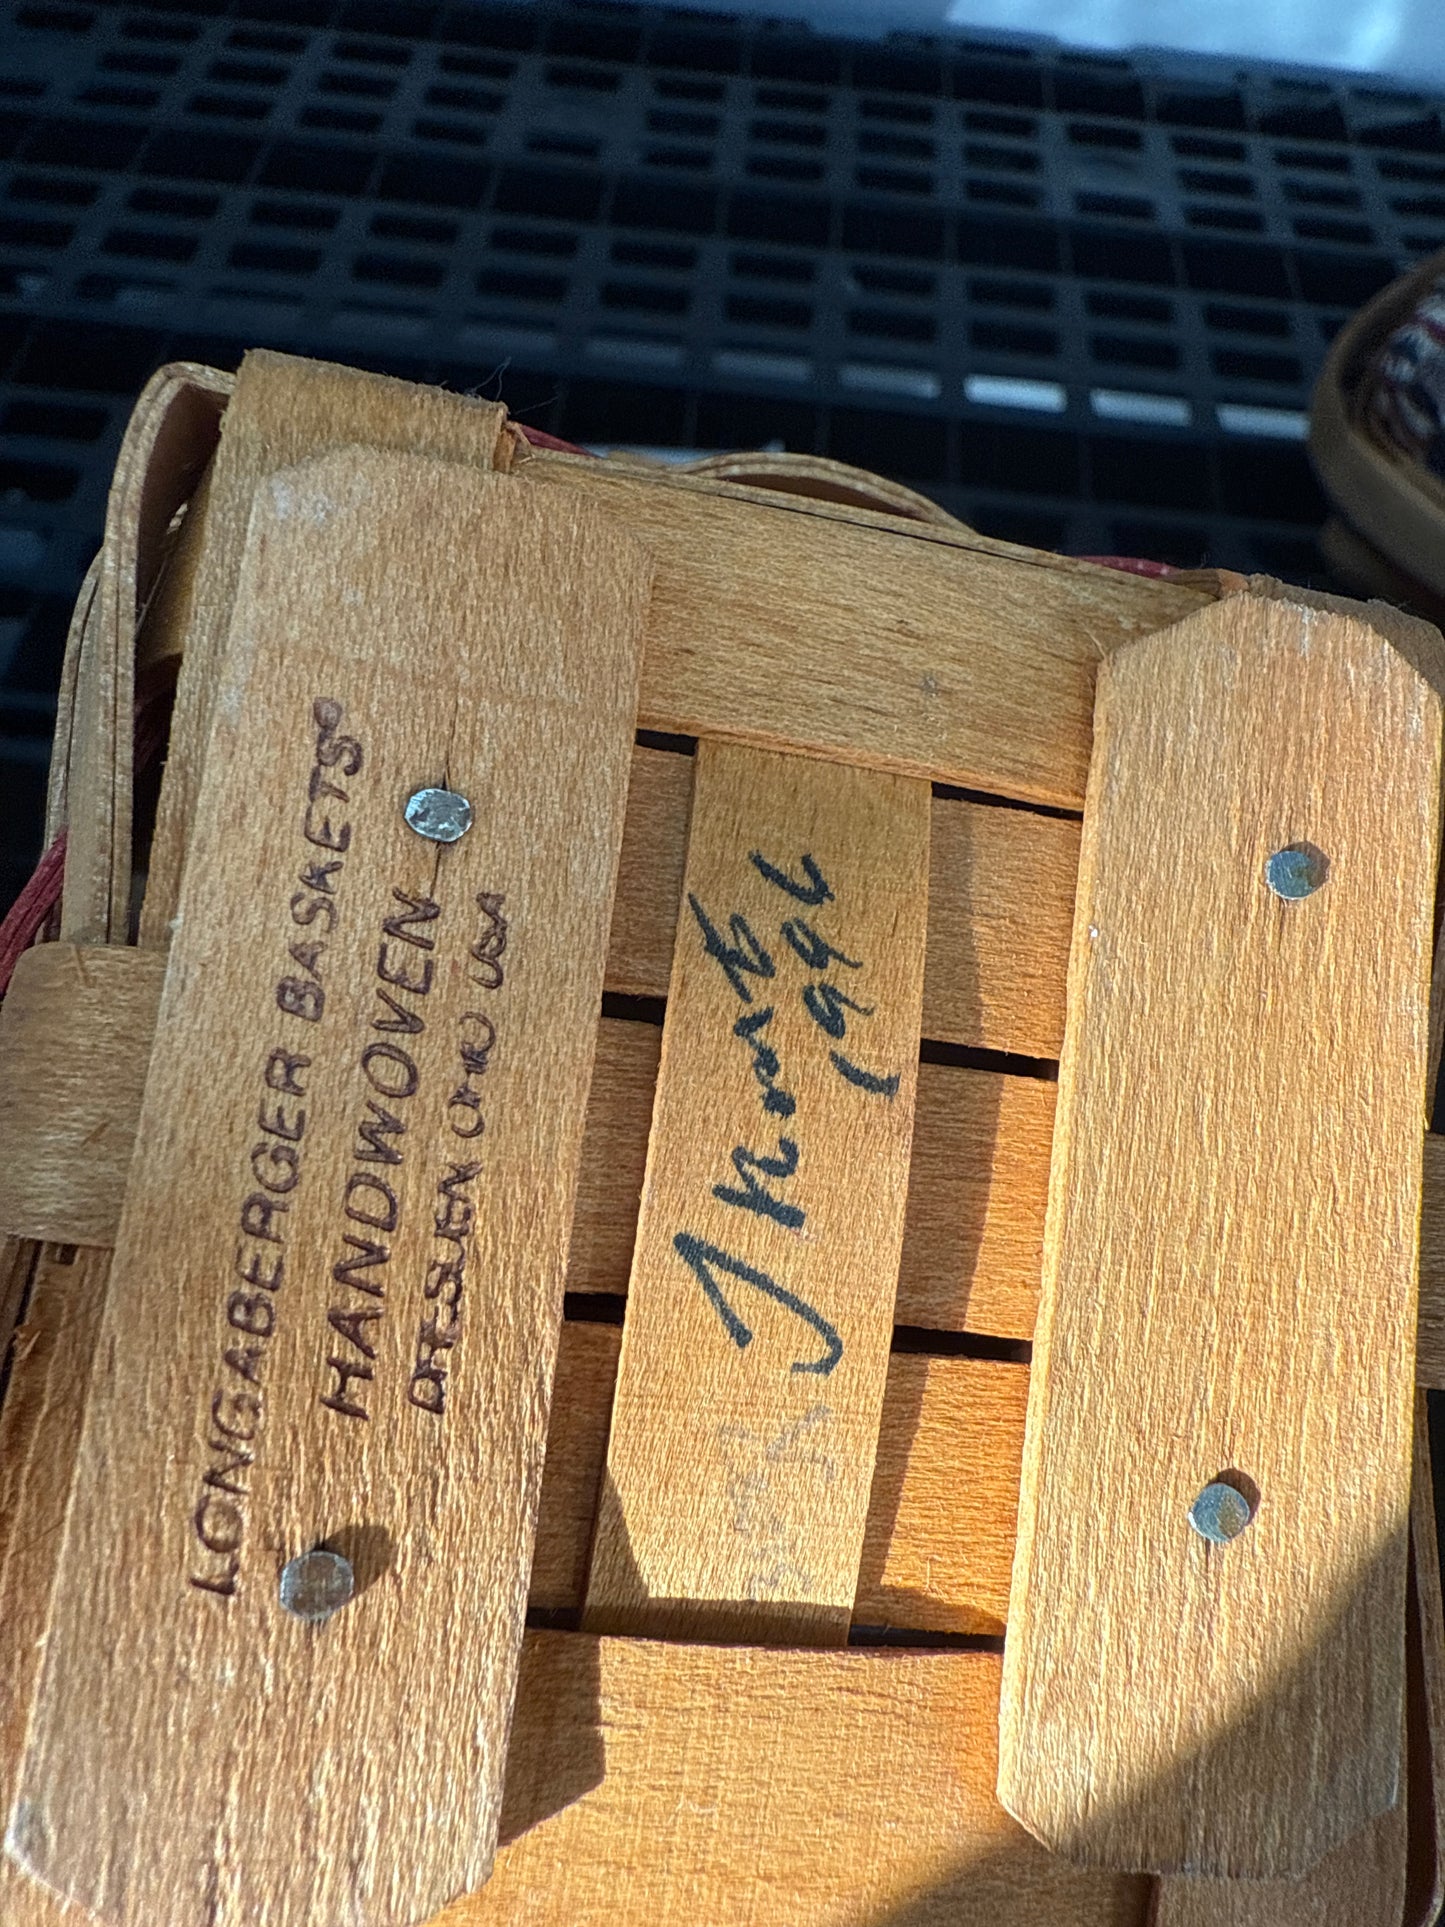 LONGABERGER BASKETS®
HANDWOVEN
DRESDEN OHIO USA
1996